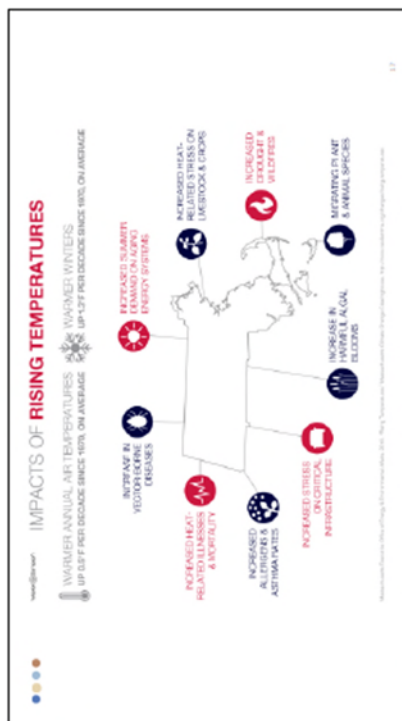 IMPACTS OF RISING TEMPERATURES
WARMER ANNUAL AIR TEMPERATURES
UP 0.5°F PER DECADE SINCE 1970, ON AVERAGE
WARMER WINTERS
UP 1.3°F PER DECADE SINCE 1970, ON AVERAGE
INCREASE IN
VECTOR-BORNE
DISEASES
INCREASED SUMMER
DEMAND ON AGING
ENERGY SYSTEMS
INCREASED HEAT-
RELATED STRESS ON
LIVESTOCK & CROPS
INCREASED HEAT-
RELATED ILLNESSES
& MORTALITY
INCREASED
DROUGHT &
WILDFIRES
INCREASED
ALLERGENS &
ASTHMA RATES
INCREASED STRESS
ON CRITICAL
INFRASTRUCTURE
INCREASE IN
HARMFUL ALGAL
BLOOMS
MIGRATING PLANT
& ANIMAL SPECIES